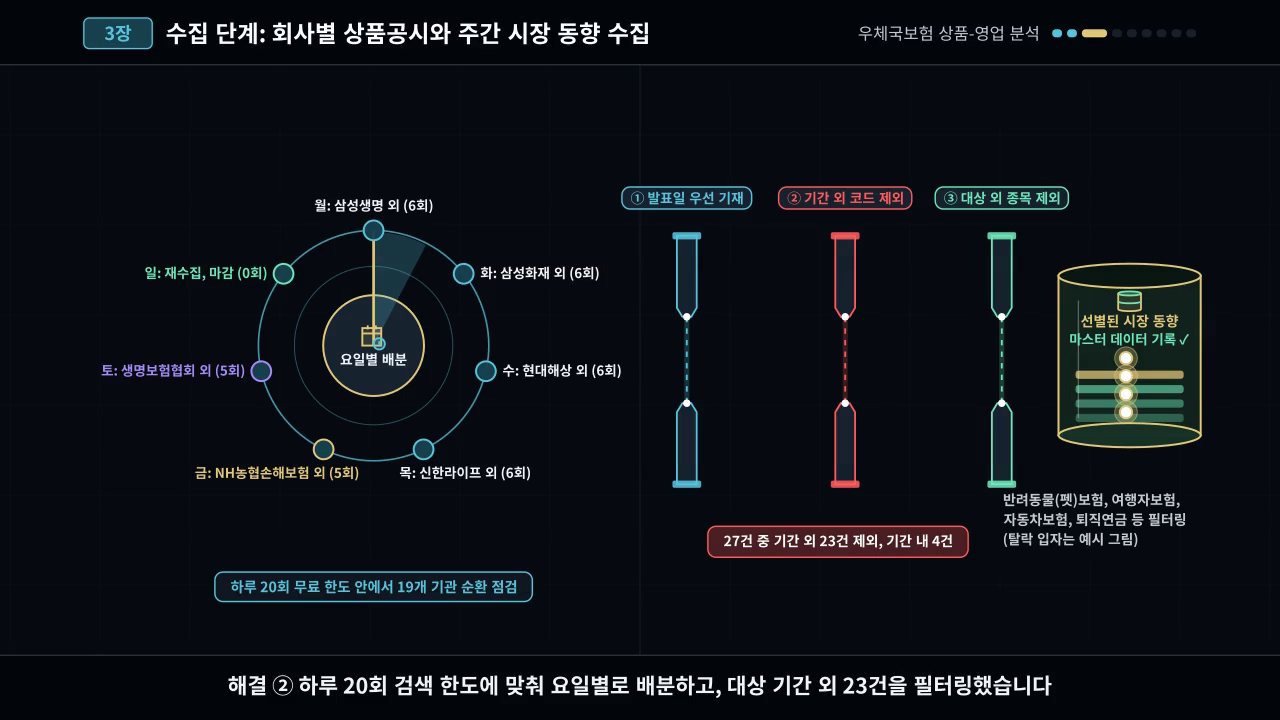 3장
수집 단계: 회사별 상품공시와 주간 시장 동향 수집
우체국보험 상품-영업 분석
월: 삼성생명 외 (6회)
일: 재수집, 마감 (0회)
화: 삼성화재 외 (6회)
요일별 배분
토: 생명보험협회 외 (5회)
수: 현대해상 외 (6회)
금: NH농협손해보험 외 (5회)
목: 신한라이프 외 (6회)
하루 20회 무료 한도 안에서 19개 기관 순환 점검
① 발표일 우선 기재
② 기간 외 코드 제외
③ 대상 외 종목 제외
선별된 시장 동향
마스터 데이터 기록 ✓
반려동물(펫)보험, 여행자보험,
자동차보험, 퇴직연금 등 필터링
(탈락 입자는 예시 그림)
27건 중 기간 외 23건 제외, 기간 내 4건
해결 ② 하루 20회 검색 한도에 맞춰 요일별로 배분하고, 대상 기간 외 23건을 필터링했습니다